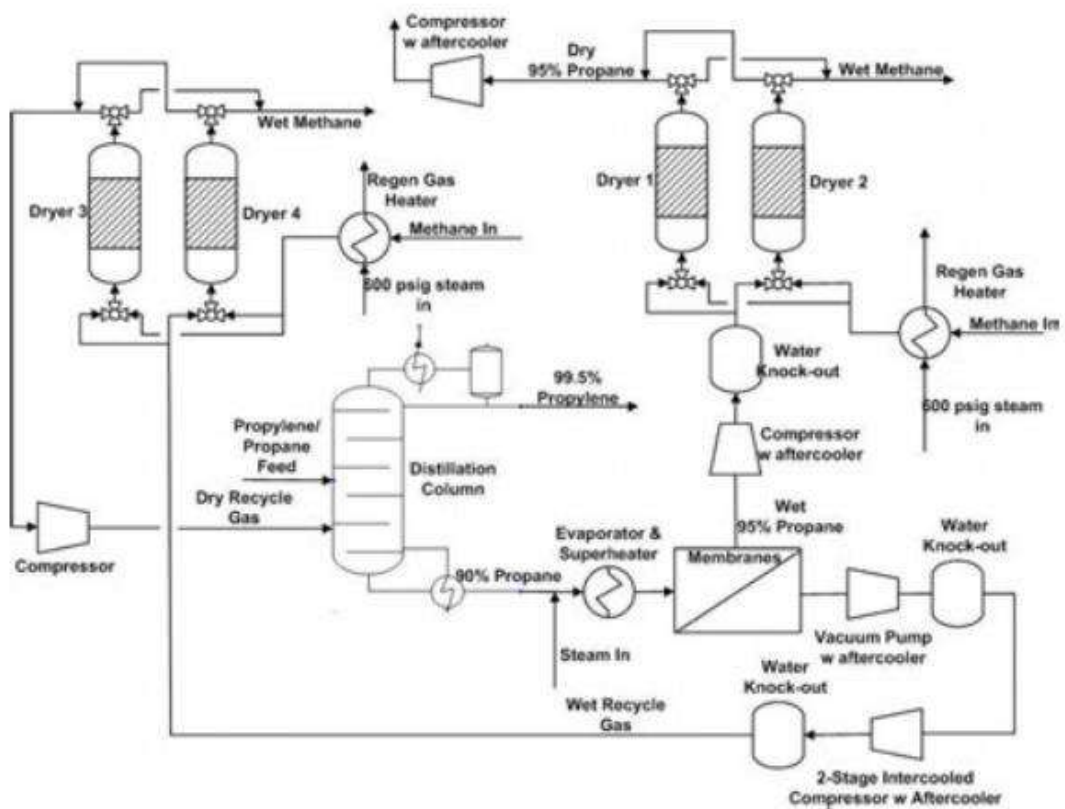 Compressor
w aftercooler
Dry
95% Propane
Wet Methane
Wet Methane
Dryer 3
Dryer 4
Regen Gas
Heater
Methane In
600 psig steam
in
Dryer 1
Dryer 2
Regen Gas
Heater
Methane In
600 psig steam
in
Water
Knock-out
Compressor
w aftercooler
99.5%
Propylene
Propylene/
Propane
Feed
Distillation
Column
Dry Recycle
Gas
Compressor
90% Propane
Evaporator &
Superheater
Wet
95% Propane
Membranes
Water
Knock-out
Vacuum Pump
w aftercooler
Steam In
Wet Recycle
Gas
Water
Knock-out
2-Stage Intercooled
Compressor w Aftercooler